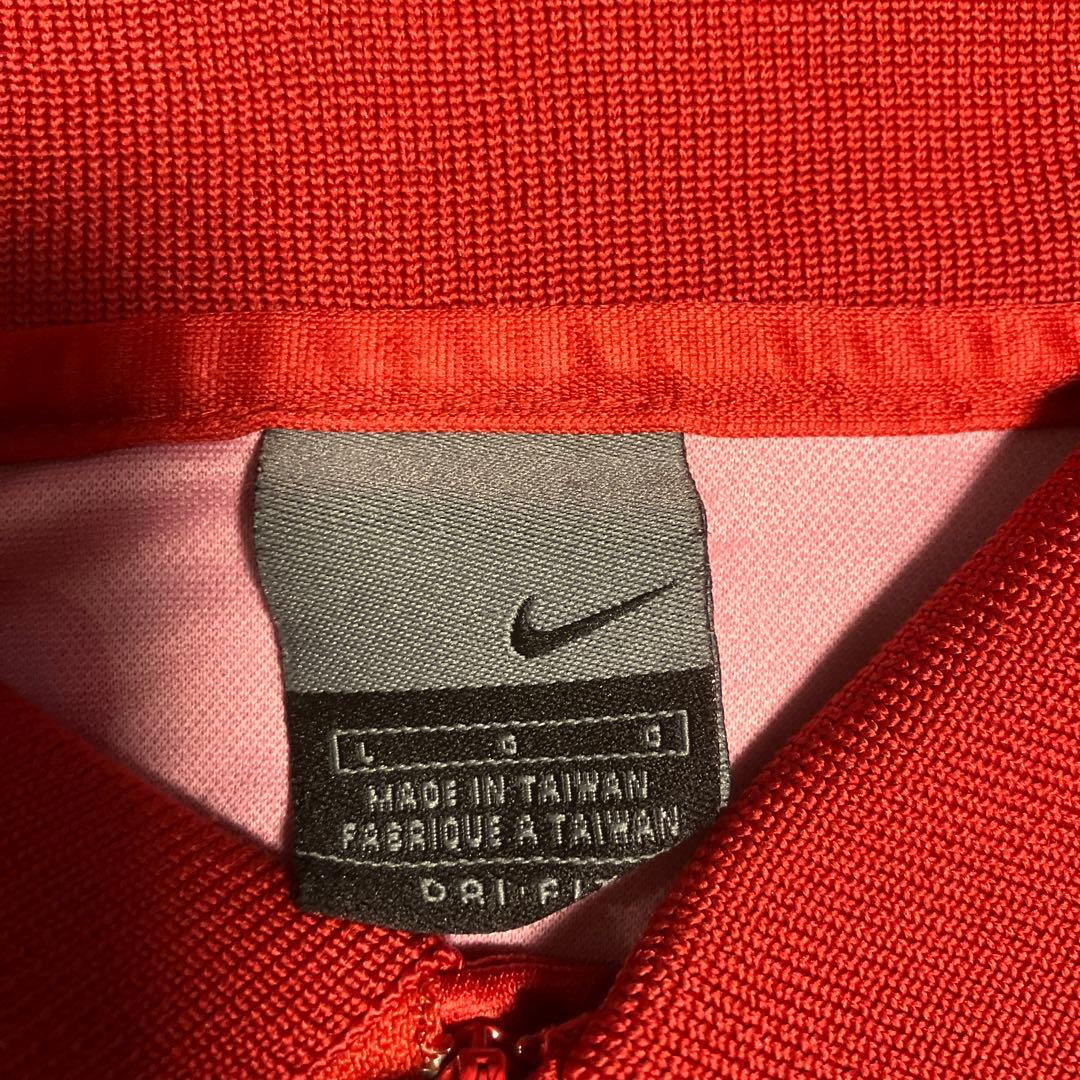 L G G
MADE IN TAIWAN
FABRIQUE A TAIWAN
DRI-FIT